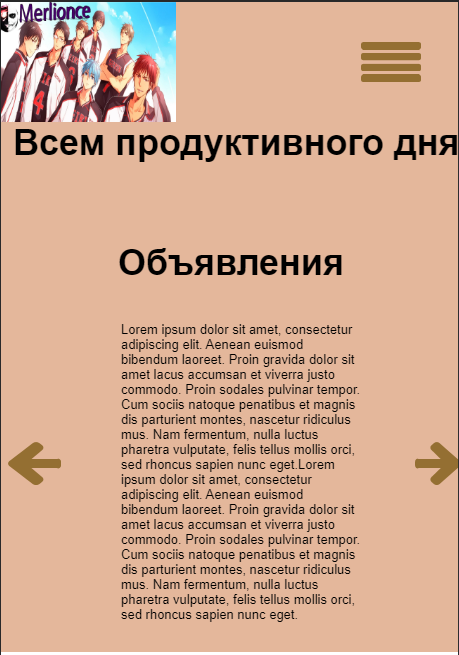 Merlionce
Всем продуктивного дня
Объявления
Lorem ipsum dolor sit amet, consectetur
adipiscing elit. Aenean euismod
bibendum laoreet. Proin gravida dolor sit
amet lacus accumsan et viverra justo
commodo. Proin sodales pulvinar tempor.
Cum sociis natoque penatibus et magnis
dis parturient montes, nascetur ridiculus
mus. Nam fermentum, nulla luctus
pharetra vulputate, felis tellus mollis orci,
sed rhoncus sapien nunc eget.Lorem
ipsum dolor sit amet, consectetur
adipiscing elit. Aenean euismod
bibendum laoreet. Proin gravida dolor sit
amet lacus accumsan et viverra justo
commodo. Proin sodales pulvinar tempor.
Cum sociis natoque penatibus et magnis
dis parturient montes, nascetur ridiculus
mus. Nam fermentum, nulla luctus
pharetra vulputate, felis tellus mollis orci,
sed rhoncus sapien nunc eget.